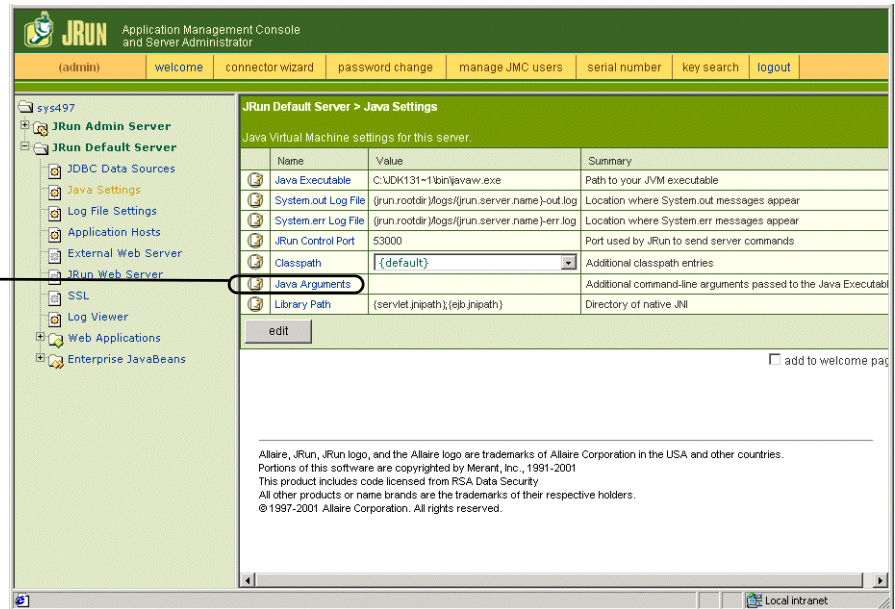 JRUN Application Management Console
and Server Administrator
(admin) welcome connector wizard password change manage JMC users serial number key search logout
sys497
JRun Admin Server
JRun Default Server
JDBC Data Sources
Java Settings
Log File Settings
Application Hosts
External Web Server
JRun Web Server
SSL
Log Viewer
Web Applications
Enterprise JavaBeans
JRun Default Server > Java Settings
Java Virtual Machine settings for this server.
Name Value Summary
Java Executable C:\JDK131~1\bin\javaw.exe Path to your JVM executable
System.out Log File {jrun.rootdir}/logs/{jrun.server.name}-out.log Location where System.out messages appear
System.err Log File {jrun.rootdir}/logs/{jrun.server.name}-err.log Location where System.err messages appear
JRun Control Port 53000 Port used by JRun to send server commands
Classpath {default} Additional classpath entries
Java Arguments Additional command-line arguments passed to the Java Executabl
Library Path {servlet.jnipath};{ejb.jnipath} Directory of native JNI
edit
add to welcome pag
Allaire, JRun, JRun logo, and the Allaire logo are trademarks of Allaire Corporation in the USA and other countries.
Portions of this software are copyrighted by Merant, Inc., 1991-2001
This product includes code licensed from RSA Data Security
All other products or name brands are the trademarks of their respective holders.
©1997-2001 Allaire Corporation. All rights reserved.
Local intranet